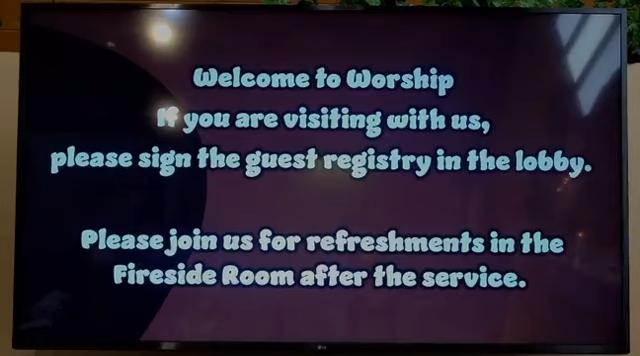 Welcome to Worship
If you are visiting with us,
please sign the guest registry in the lobby.
Please join us for refreshments in the
Fireside Room after the service.
LG